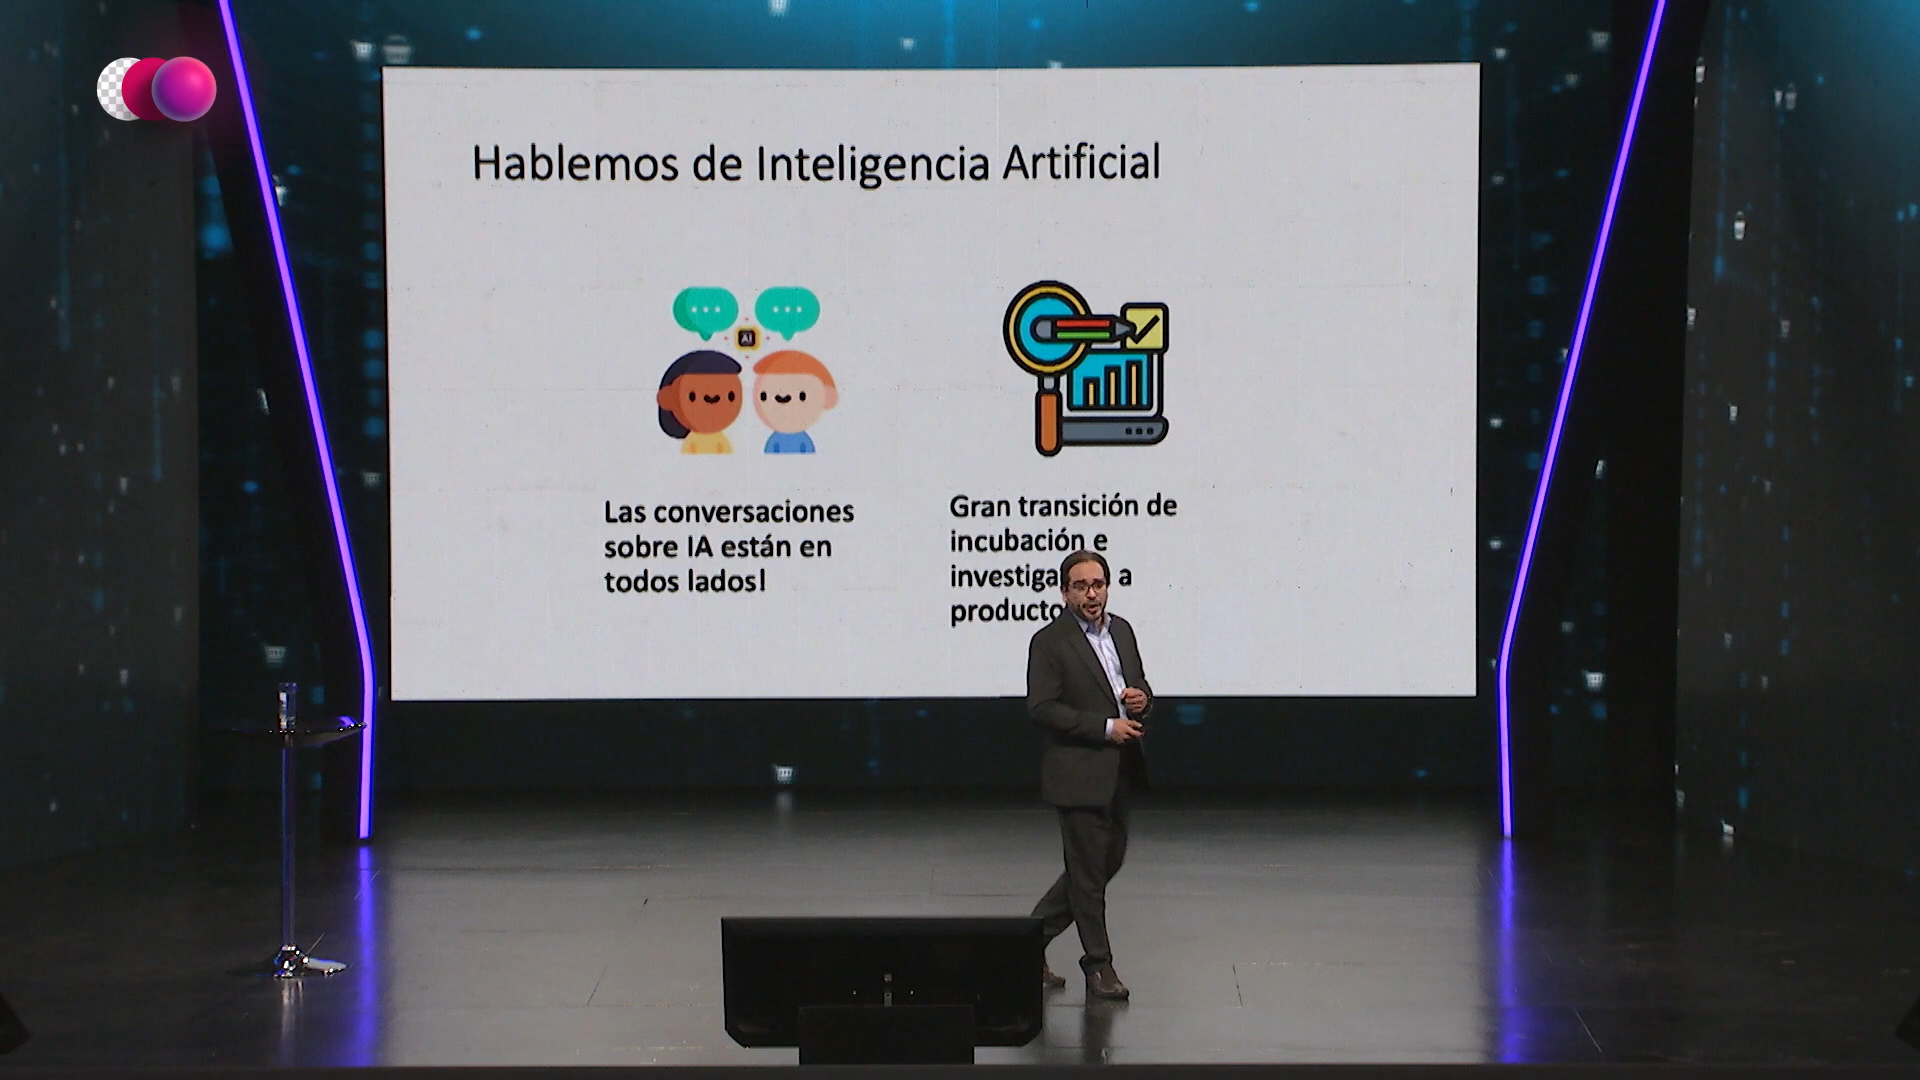 Hablemos de Inteligencia Artificial
AI
Las conversaciones
sobre IA están en
todos lados!
Gran transición de
incubación e
a